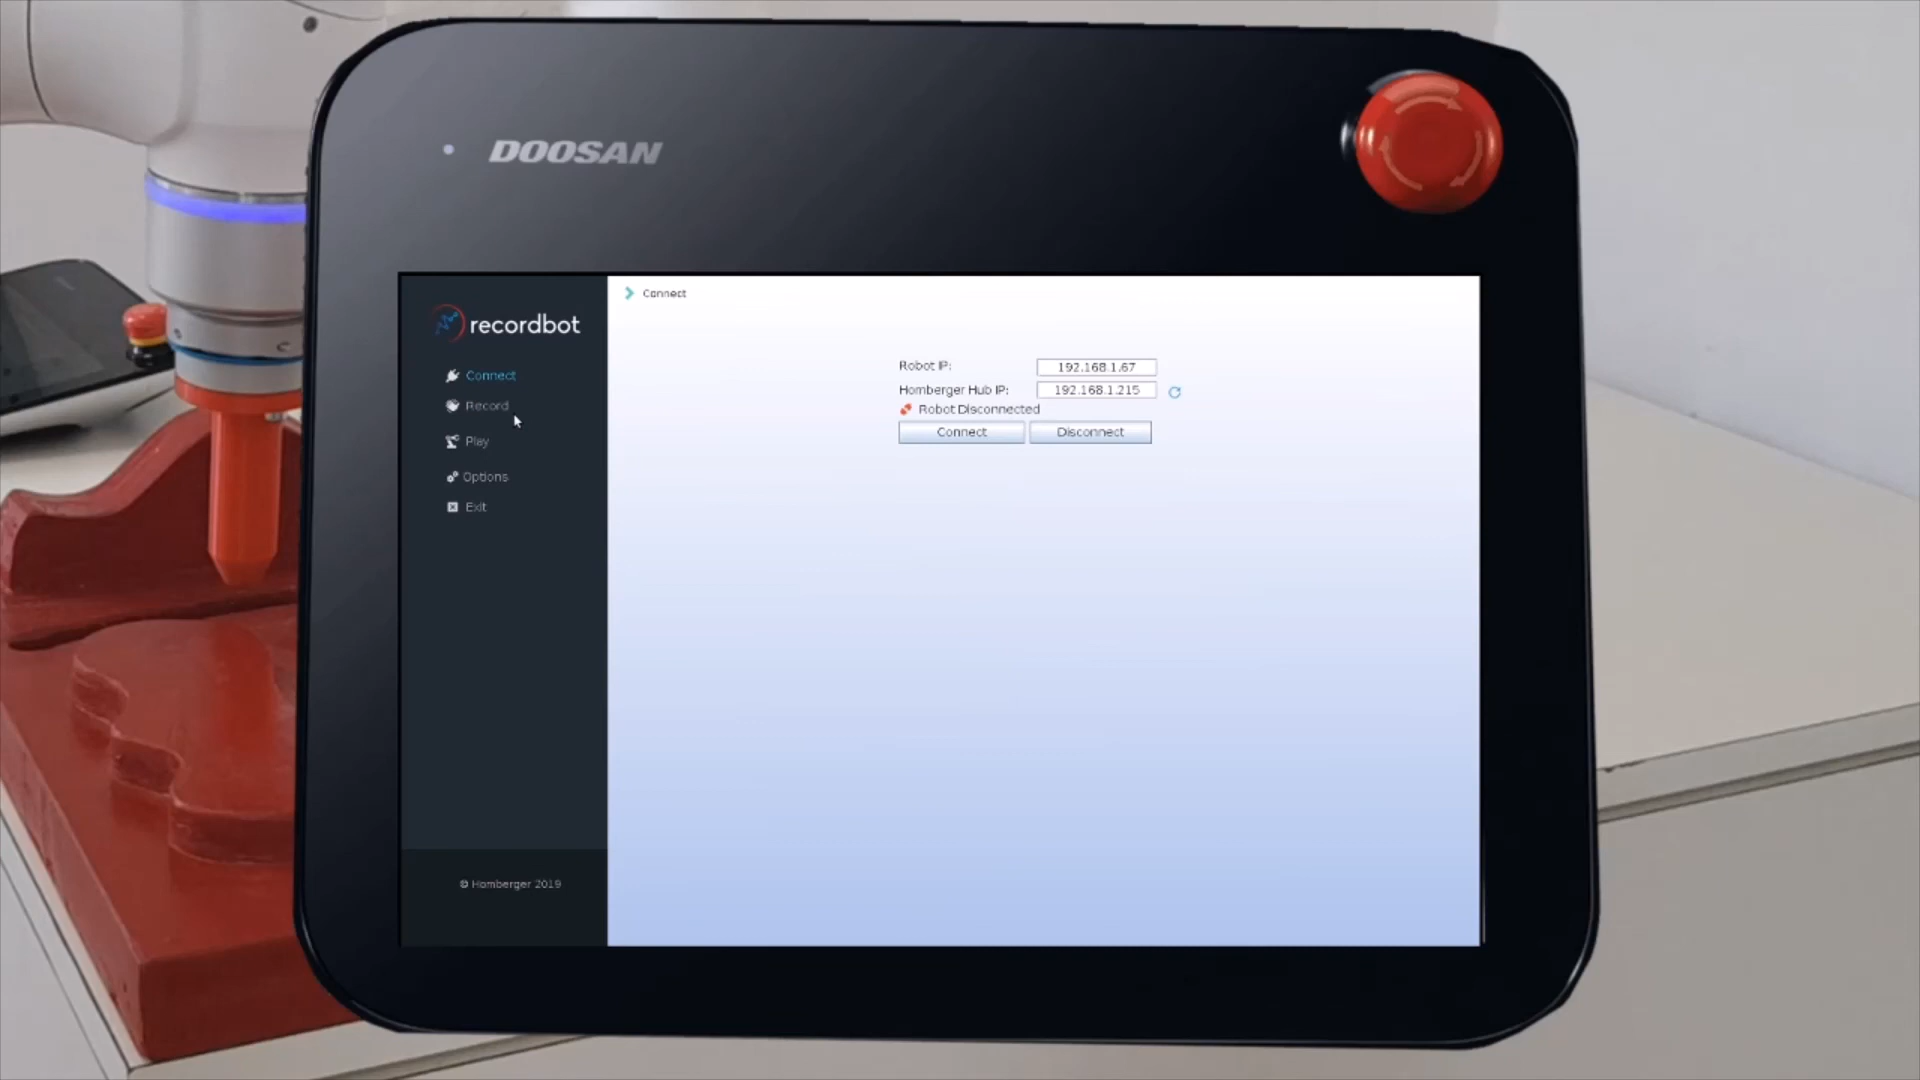 DOOSAN
recordbot
Connect
Record
Play
Options
Exit
© Homberger 2019
Connect
Robot IP: 192.168.1.67
Homberger Hub IP: 192.168.1.215
Robot Disconnected
Connect Disconnect